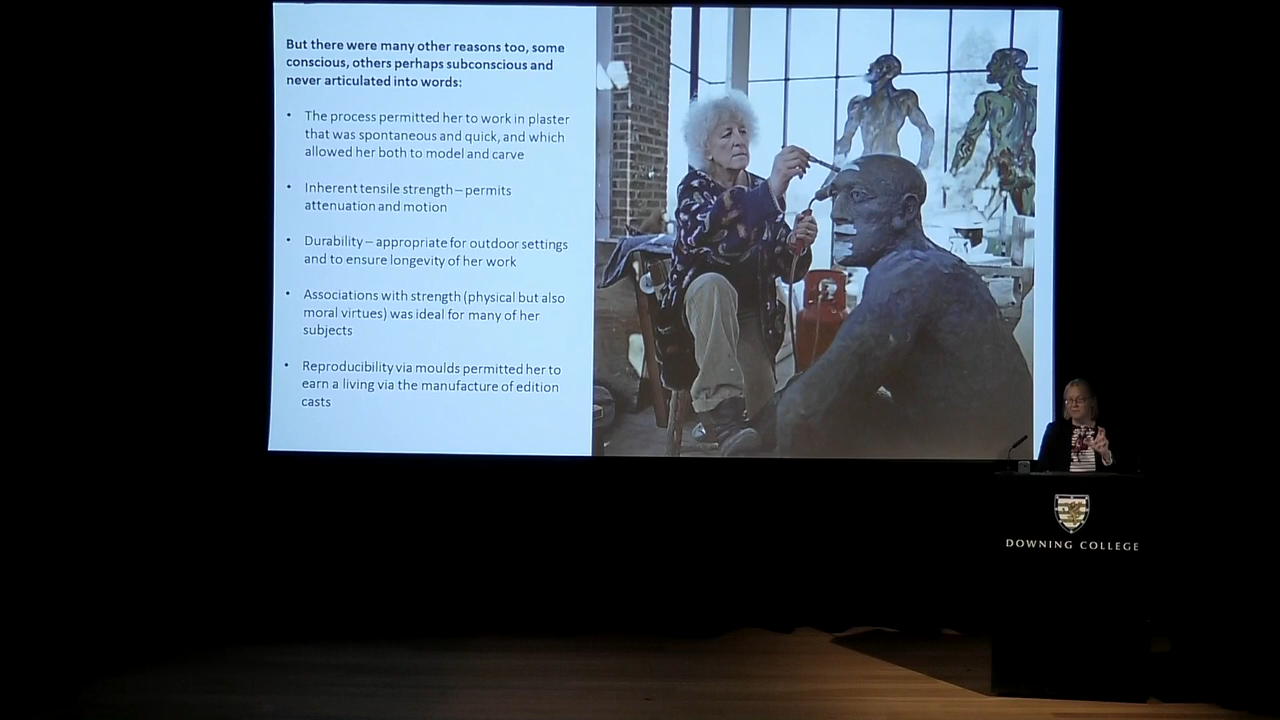 But there were many other reasons too, some
conscious, others perhaps subconscious and
never articulated into words:
• The process permitted her to work in plaster
that was spontaneous and quick, and which
allowed her both to model and carve
• Inherent tensile strength – permits
attenuation and motion
• Durability – appropriate for outdoor settings
and to ensure longevity of her work
• Associations with strength (physical but also
moral virtues) was ideal for many of her
subjects
• Reproducibility via moulds permitted her to
earn a living via the manufacture of edition
casts
DOWNING COLLEGE